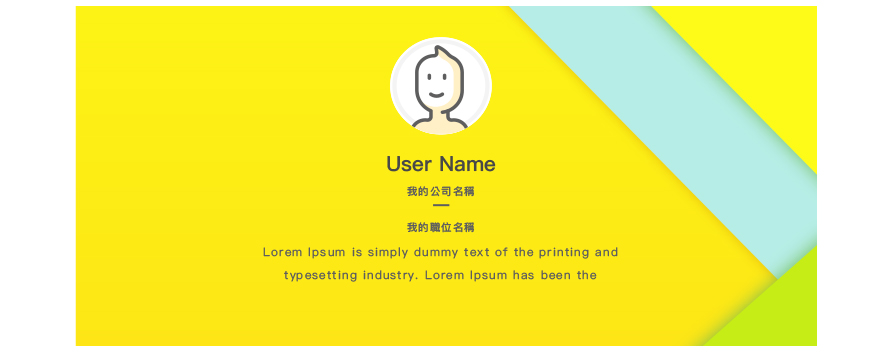 User Name
我的公司名稱
我的職位名稱
Lorem Ipsum is simply dummy text of the printing and
typesetting industry. Lorem Ipsum has been the